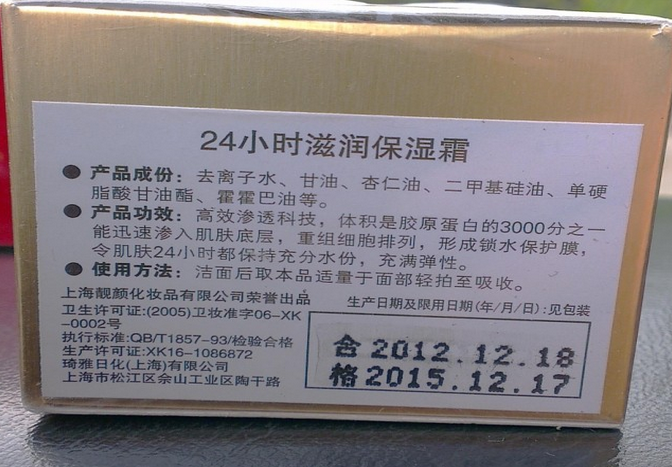 24小时滋润保湿霜
● 产品成份：去离子水、甘油、杏仁油、二甲基硅油、单硬
脂酸甘油酯、霍霍巴油等。
● 产品功效：高效渗透科技，体积是胶原蛋白的3000分之一
能迅速渗入肌肤底层，重组细胞排列，形成锁水保护膜，
令肌肤24小时都保持充分水份，充满弹性。
● 使用方法：洁面后取本品适量于面部轻拍至吸收。
上海靓颜化妆品有限公司荣誉出品
生产日期及限用日期(年/月/日):见包装
卫生许可证:(2005)卫妆准字06-XK
-0002号
执行标准:QB/T1857-93/检验合格
生产许可证:XK16-1086872
琦雅日化(上海)有限公司
上海市松江区佘山工业区陶干路
合2012.12.18
格2015.12.17